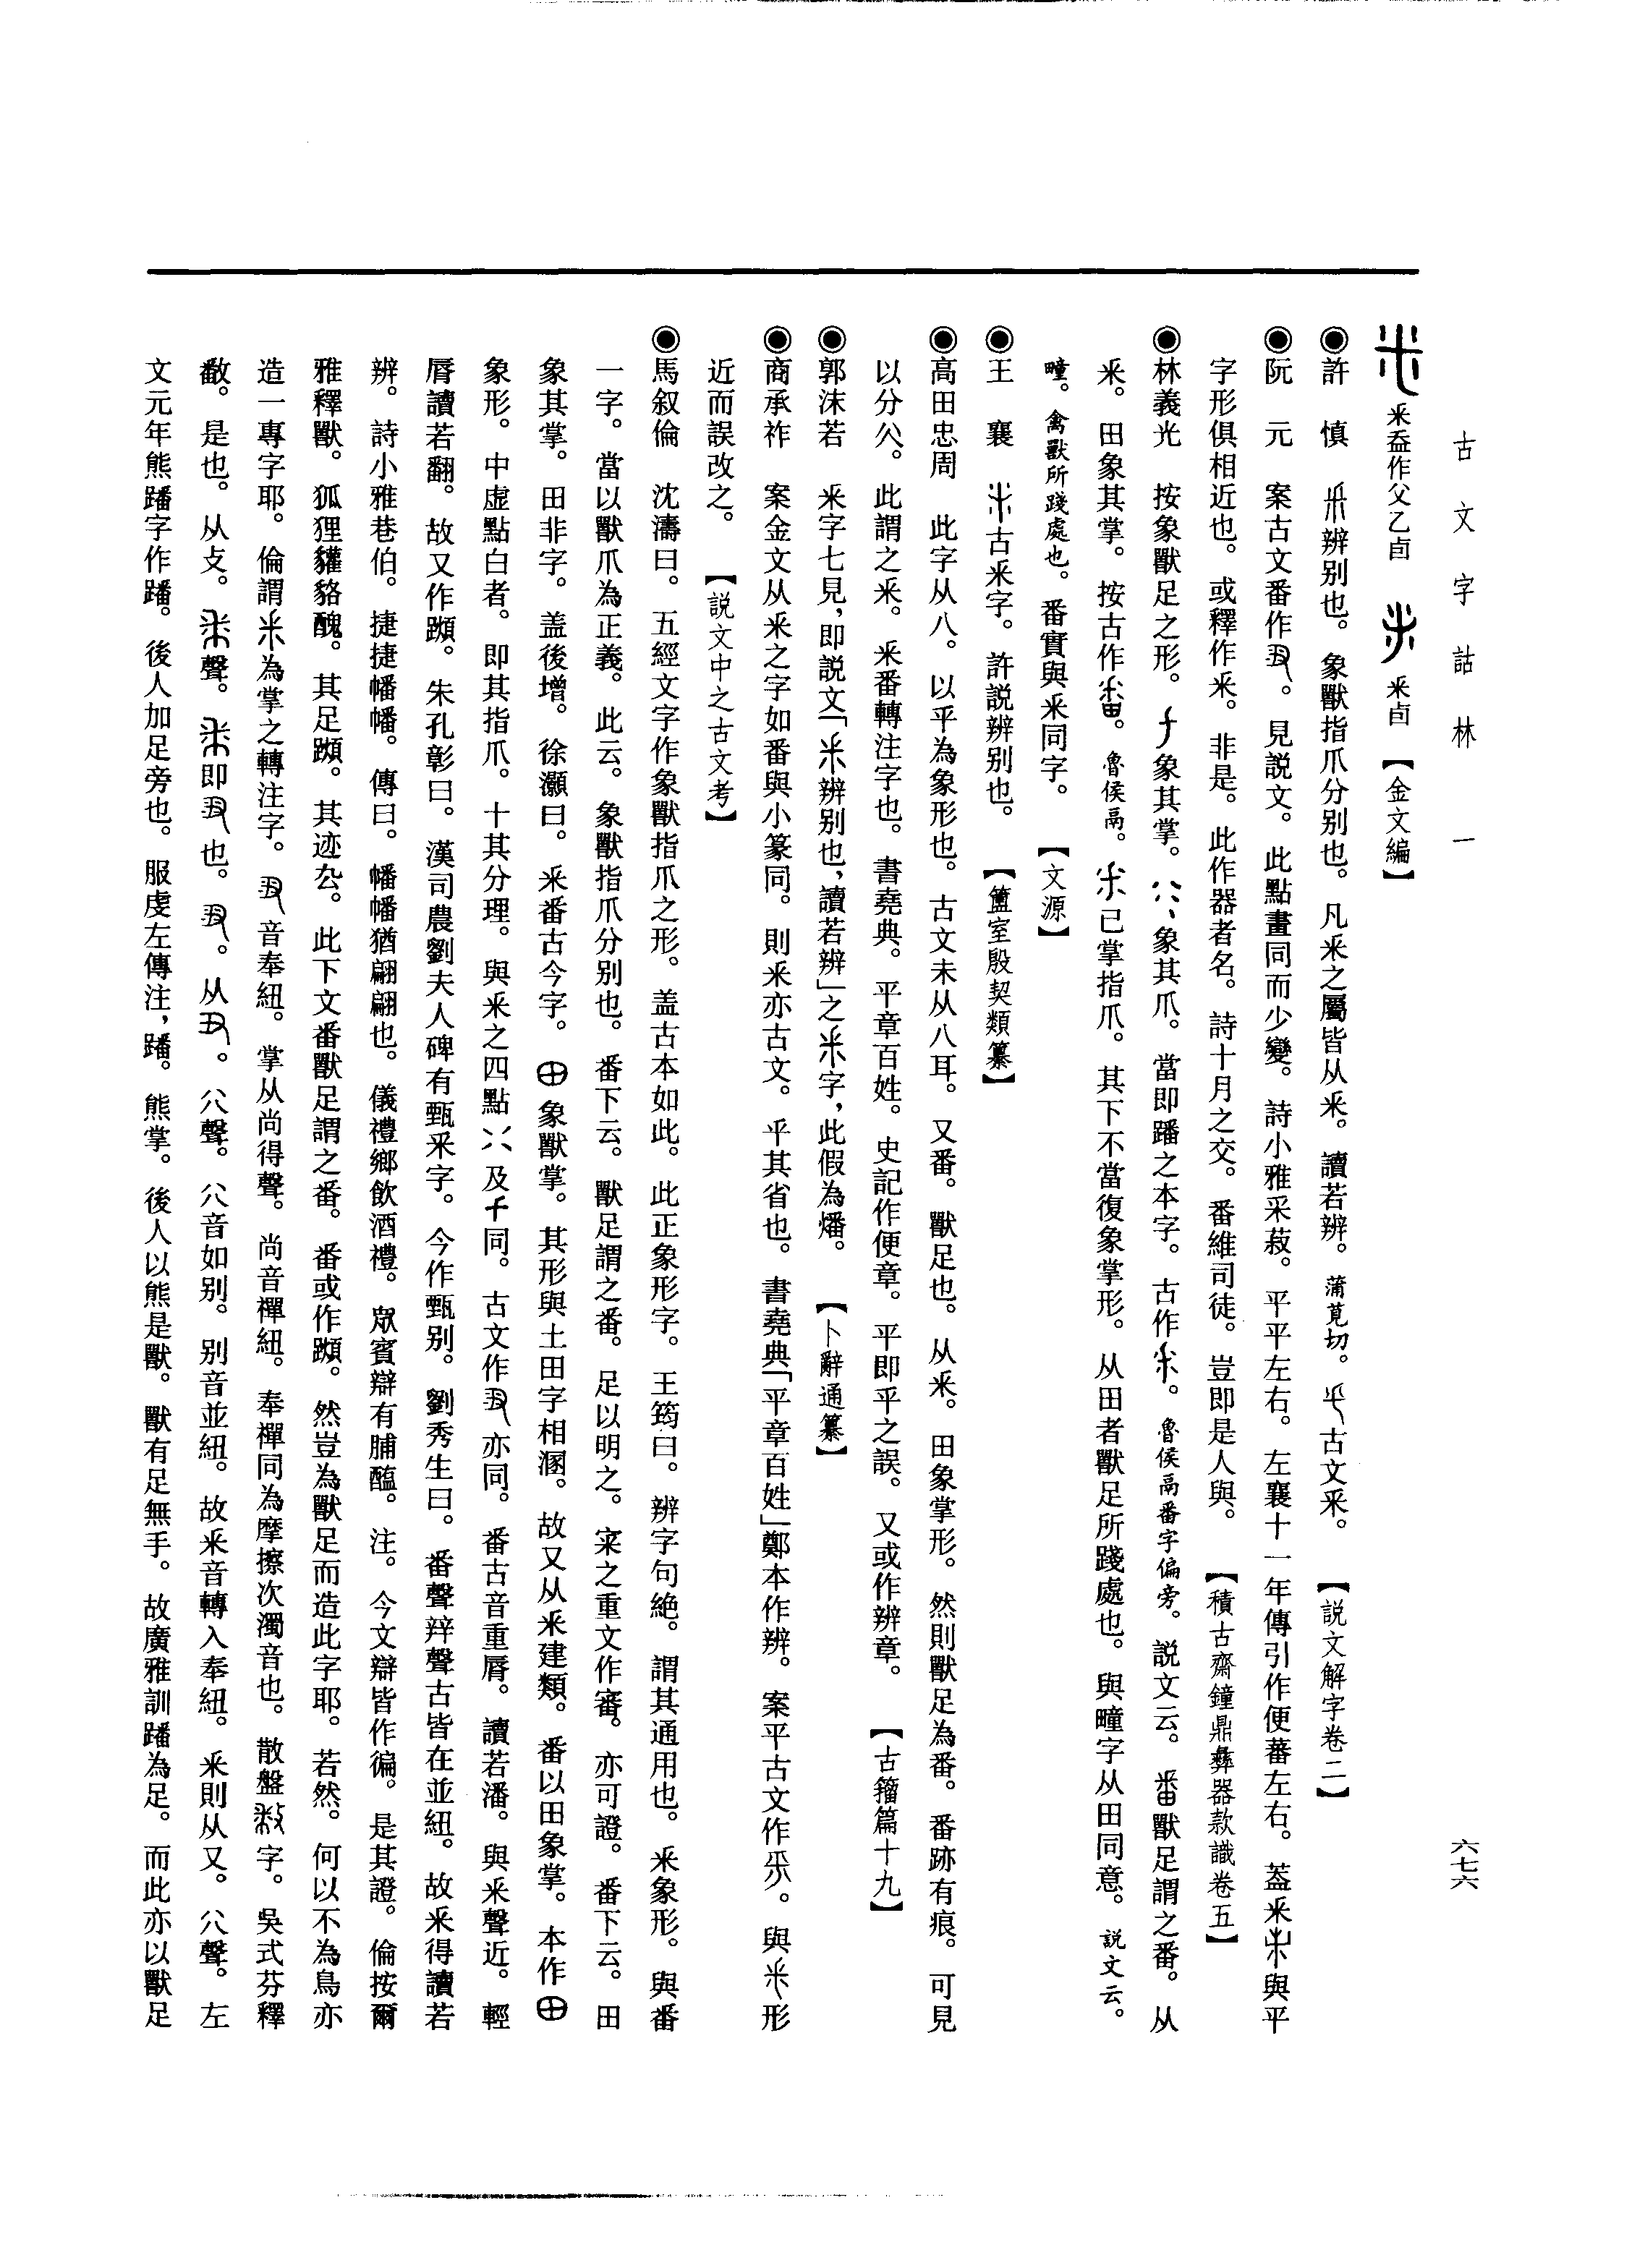 古文字詁林 一
六七六
釆盉作父乙卣 釆卣 【金文編】
許 慎 釆辨别也。象獸指爪分别也。凡釆之屬皆从釆。讀若辨。蒲莧切。古文釆。 【説文解字卷二】
阮 元 案古文番作。見説文。此點畫同而少變。詩小雅采菽。平平左右。左襄十一年傳引作便蕃左右。蓋釆與平
字形俱相近也。或釋作釆。非是。此作器者名。詩十月之交。番維司徒。豈即是人與。 【積古齋鐘鼎彝器款識卷五】
林義光 按象獸足之形。象其掌。象其爪。當即蹯之本字。古作。魯侯鬲番字偏旁。説文云。番獸足謂之番。从
釆。田象其掌。按古作。魯侯鬲。已掌指爪。其下不當復象掌形。从田者獸足所踐處也。與疃字从田同意。説文云。
疃。禽獸所踐處也。番實與釆同字。 【文源】
王 襄 古釆字。許説辨别也。 【簠室殷契類纂】
高田忠周 此字从八。以平為象形也。古文未从八耳。又番。獸足也。从釆。田象掌形。然則獸足為番。番跡有痕。可見
以分㕣。此謂之釆。釆番轉注字也。書堯典。平章百姓。史記作便章。平即乎之誤。又或作辨章。 【古籀篇十九】
郭沫若 釆字七見，即説文「釆辨别也，讀若辨」之釆字，此假為燔。 【卜辭通纂】
商承祚 案金文从釆之字如番與小篆同。則釆亦古文。乎其省也。書堯典「平章百姓」鄭本作辨。案平古文作。與形
近而誤改之。 【説文中之古文考】
馬叙倫 沈濤曰。五經文字作象獸指爪之形。盖古本如此。此正象形字。王筠曰。辨字句絶。謂其通用也。釆象形。與番
一字。當以獸爪為正義。此云。象獸指爪分别也。番下云。獸足謂之番。足以明之。宷之重文作審。亦可證。番下云。田
象其掌。田非字。盖後增。徐灝曰。釆番古今字。象獸掌。其形與土田字相溷。故又从釆建類。番以田象掌。本作
象形。中虚點白者。即其指爪。十其分理。與釆之四點及千同。古文作亦同。番古音重脣。讀若潘。與釆聲近。輕
脣讀若翻。故又作䠪。朱孔彰曰。漢司農劉夫人碑有甄釆字。今作甄别。劉秀生曰。番聲辡聲古皆在並紐。故釆得讀若
辨。詩小雅巷伯。捷捷幡幡。傳曰。幡幡猶翩翩也。儀禮鄉飲酒禮。眾賓辯有脯醢。注。今文辯皆作徧。是其證。倫按爾
雅釋獸。狐狸貛貉醜。其足䠪。其迹厹。此下文番獸足謂之番。番或作䠪。然豈為獸足而造此字耶。若然。何以不為鳥亦
造一專字耶。倫謂釆為掌之轉注字。音奉紐。掌从尚得聲。尚音禪紐。奉禪同為摩擦次濁音也。散盤字。吳式芬釋
㪤。是也。从攴。聲。即也。从。八聲。八音如别。别音並紐。故釆音轉入奉紐。釆則从又。八聲。左
文元年熊蹯字作蹯。後人加足旁也。服虔左傳注，蹯。熊掌。後人以熊是獸。獸有足無手。故廣雅訓蹯為足。而此亦以獸足